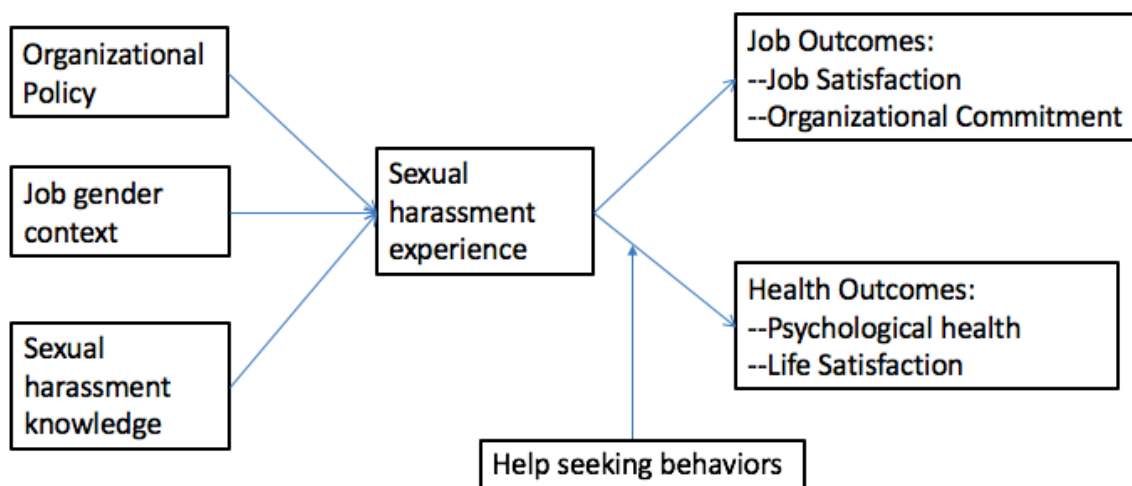 Organizational
Policy
Job gender
context
Sexual
harassment
knowledge
Sexual
harassment
experience
Job Outcomes:
--Job Satisfaction
--Organizational Commitment
Health Outcomes:
--Psychological health
--Life Satisfaction
Help seeking behaviors